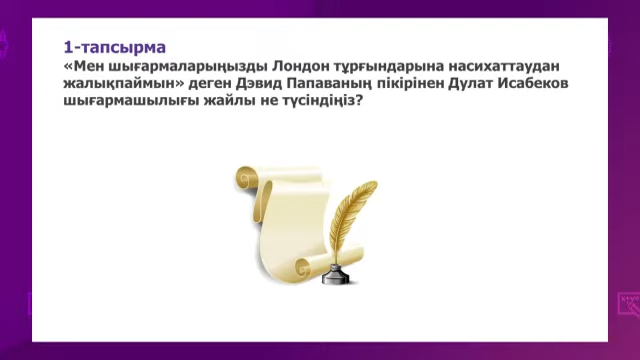 1-тапсырма
«Мен шығармаларыңызды Лондон тұрғындарына насихаттаудан
жалықпаймын» деген Дэвид Папаваның пікірінен Дулат Исабеков
шығармашылығы жайлы не түсіндіңіз?